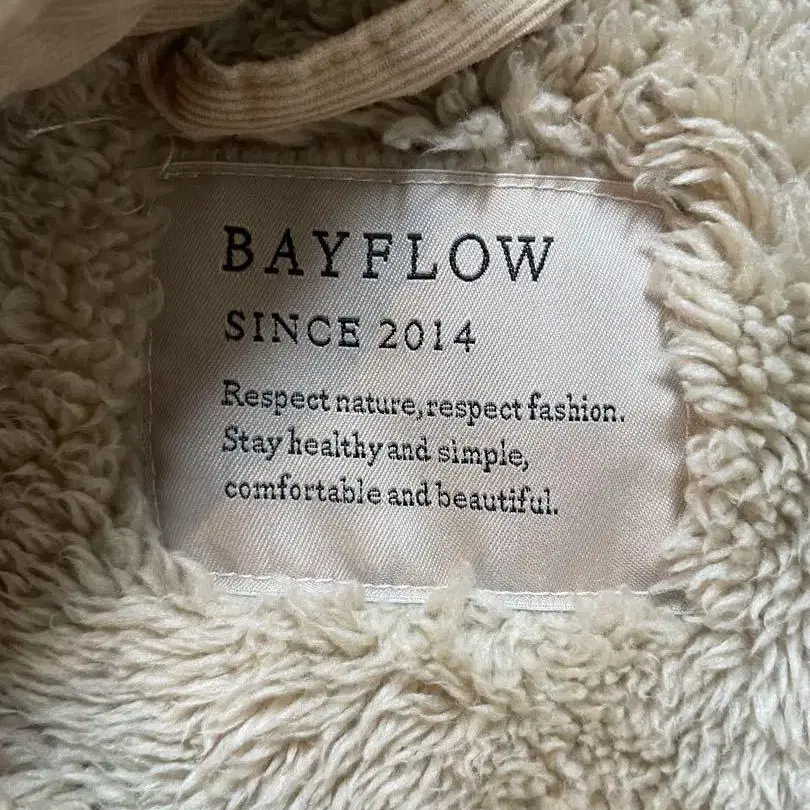 BAYFLOW
SINCE 2014
Respect nature, respect fashion.
Stay healthy and simple,
comfortable and beautiful.